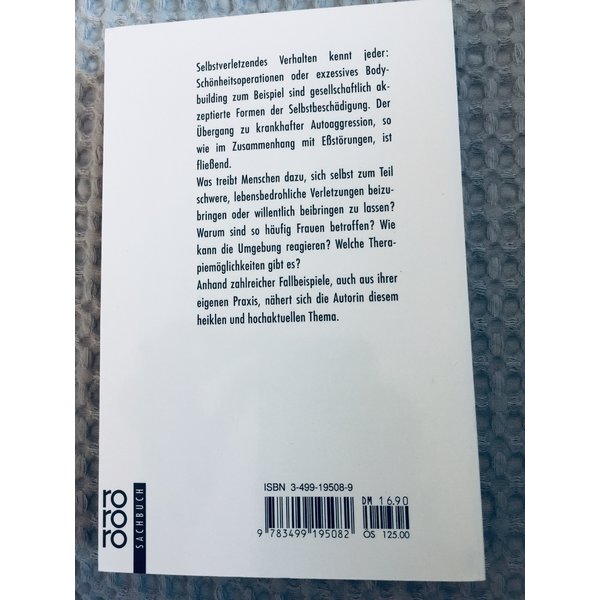 Selbstverletzendes Verhalten kennt jeder:
Schönheitsoperationen oder exzessives Body-
building zum Beispiel sind gesellschaftlich ak-
zeptierte Formen der Selbstbeschädigung. Der
Übergang zu krankhafter Autoaggression, so
wie im Zusammenhang mit Eßstörungen, ist
fließend.
Was treibt Menschen dazu, sich selbst zum Teil
schwere, lebensbedrohliche Verletzungen beizu-
bringen oder willentlich beibringen zu lassen?
Warum sind so häufig Frauen betroffen? Wie
kann die Umgebung reagieren? Welche Thera-
piemöglichkeiten gibt es?
Anhand zahlreicher Fallbeispiele, auch aus ihrer
eigenen Praxis, nähert sich die Autorin diesem
heiklen und hochaktuellen Thema.
ro
ro
ro
SACHBUCH
ISBN 3-499-19508-9
DM 16.90
9 783499 195082
ÖS 125.00